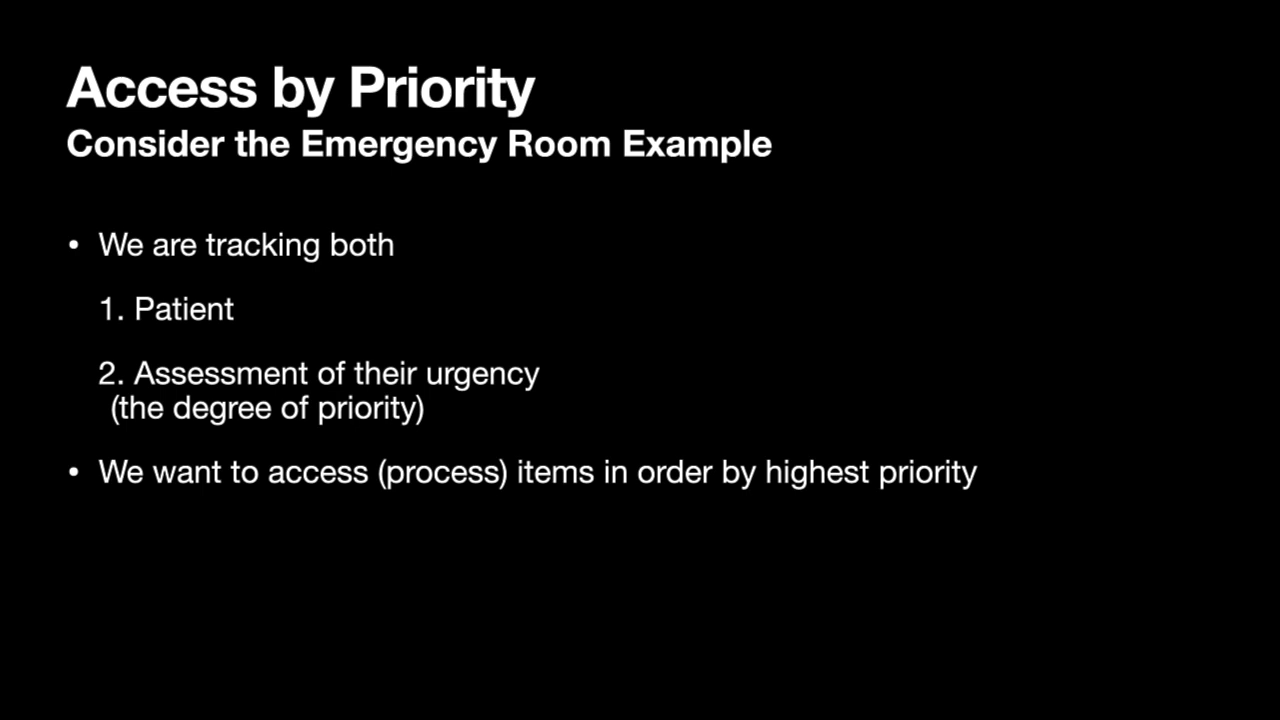 Access by Priority
Consider the Emergency Room Example
• We are tracking both
1. Patient
2. Assessment of their urgency
(the degree of priority)
• We want to access (process) items in order by highest priority